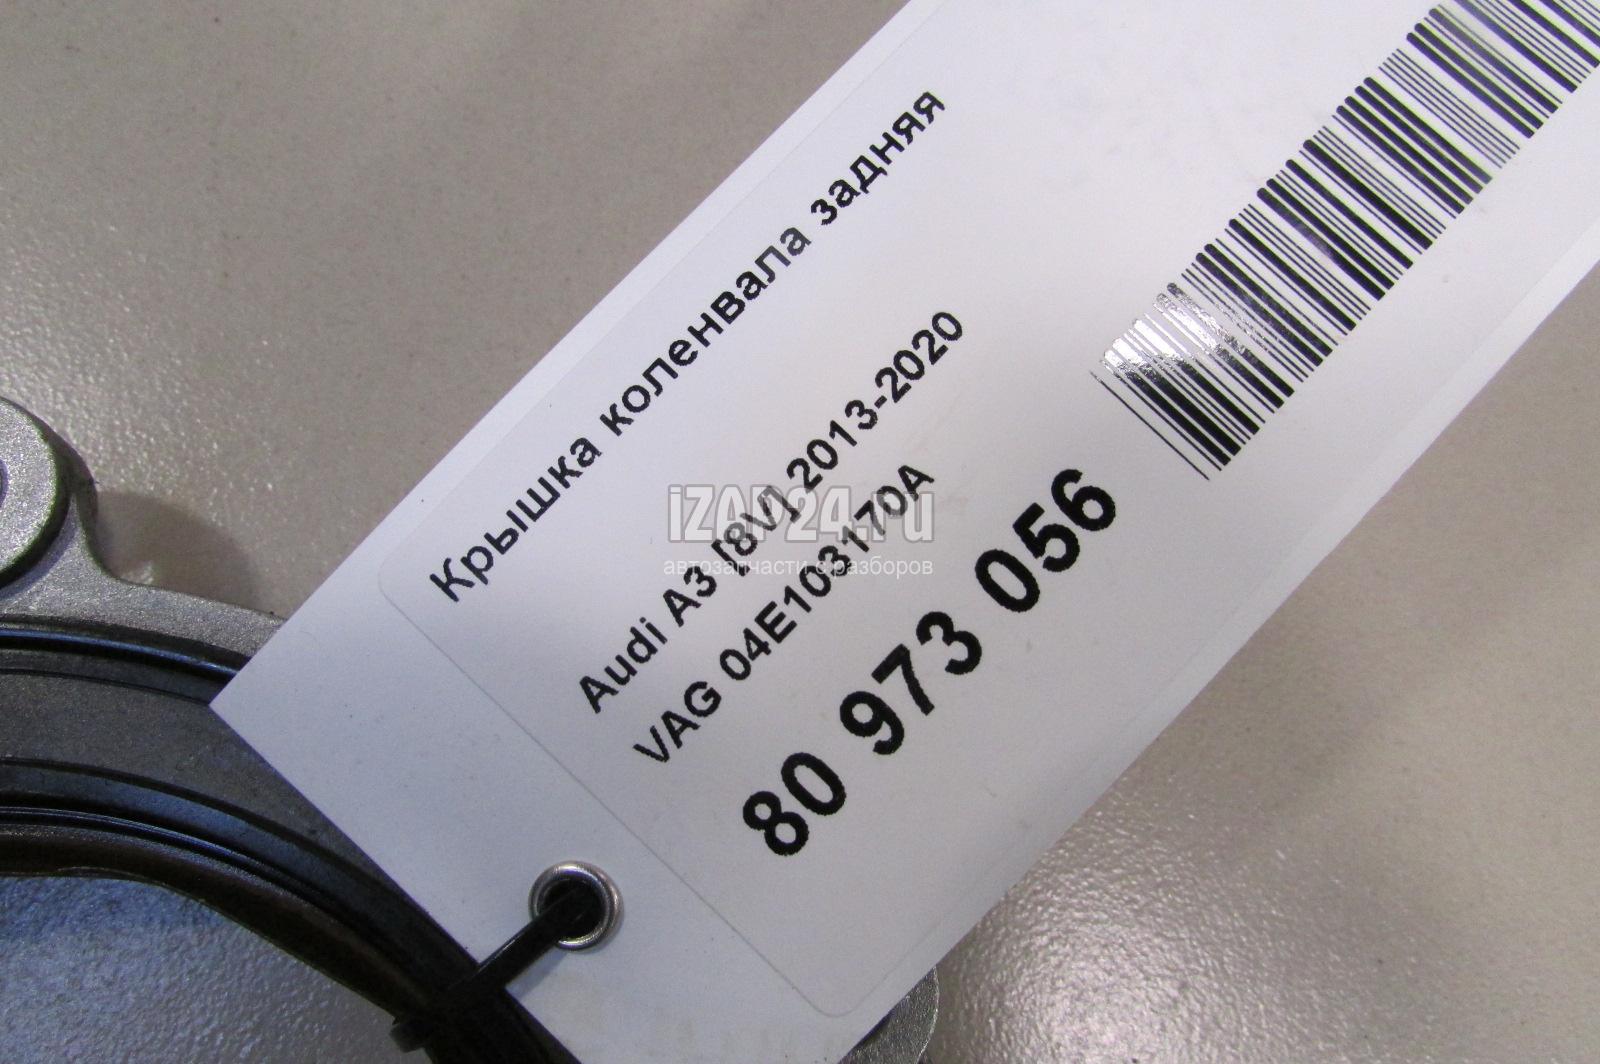 Крышка коленвала задняя
Audi A3 [8V] 2013-2020
VAG 04E103170A
80 973 056
iZAP24.ru
автозапчасти с разборов